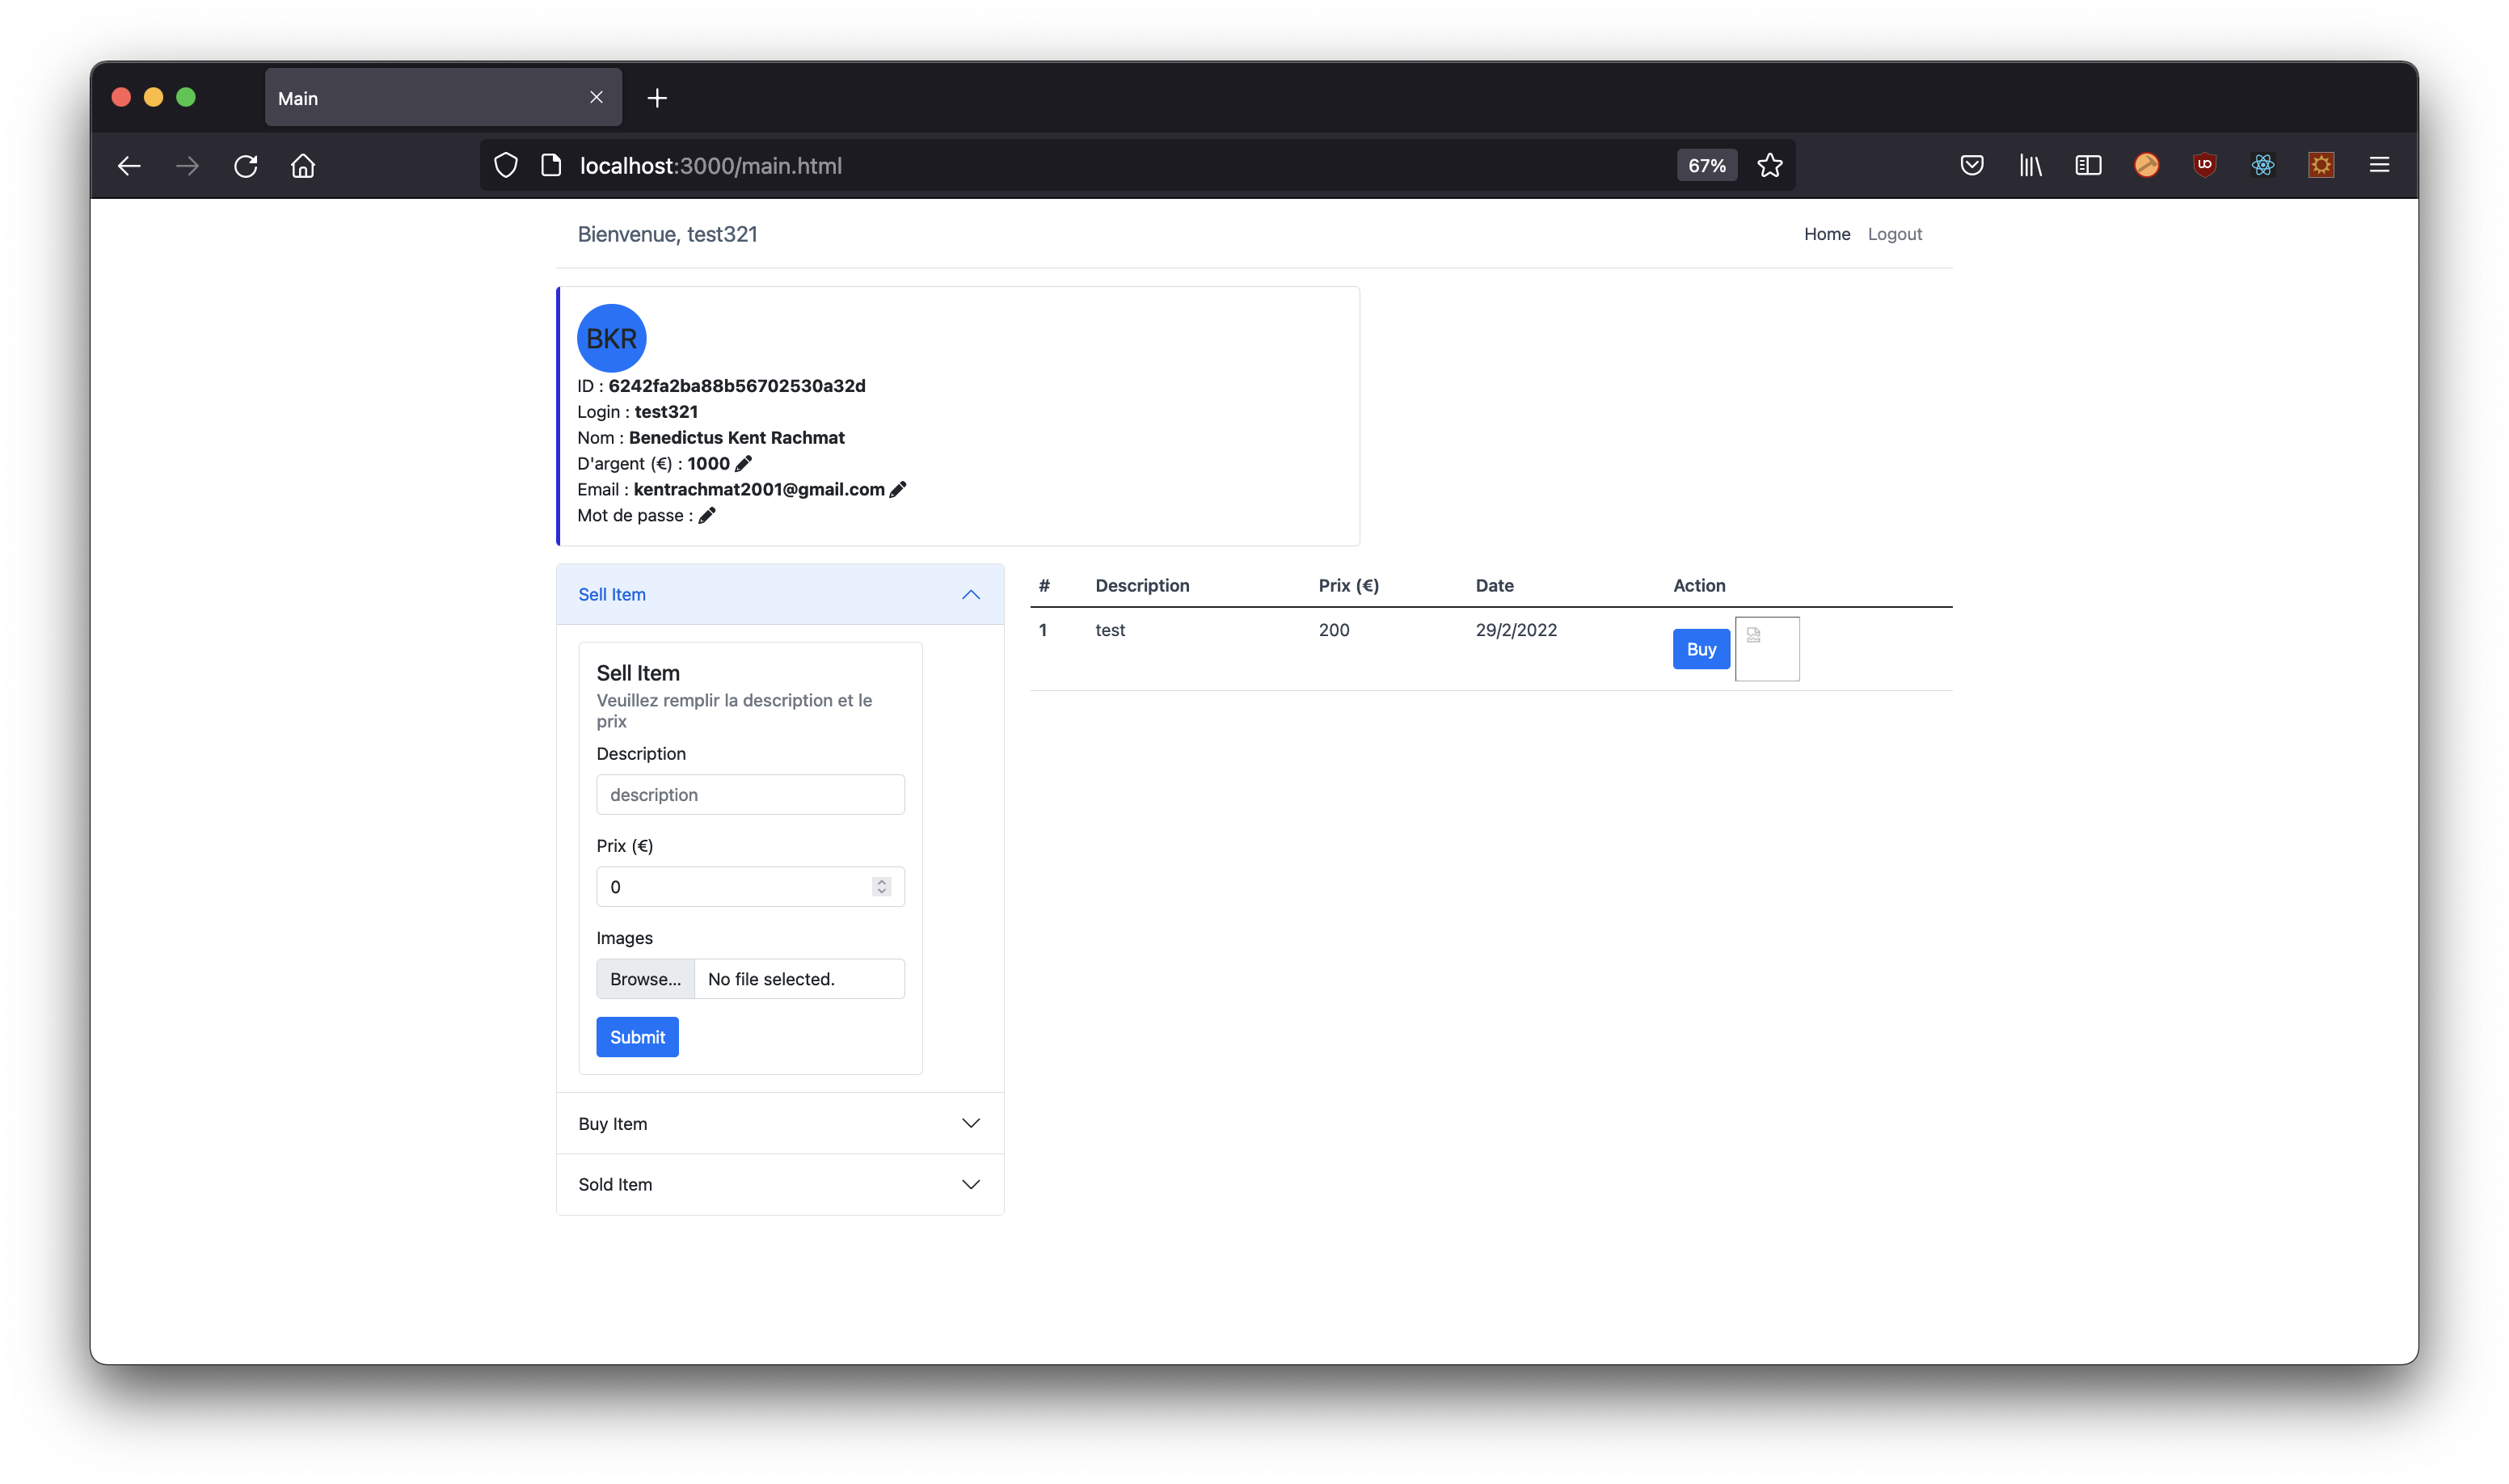 Main
localhost:3000/main.html
67%
Bienvenue, test321
Home Logout
BKR
ID : 6242fa2ba88b56702530a32d
Login : test321
Nom : Benedictus Kent Rachmat
D'argent (€) : 1000
Email : kentrachmat2001@gmail.com
Mot de passe :
Sell Item
Sell Item
Veuillez remplir la description et le
prix
Description
description
Prix (€)
0
Images
Browse... No file selected.
Submit
Buy Item
Sold Item
# Description Prix (€) Date Action
1 test 200 29/2/2022 Buy